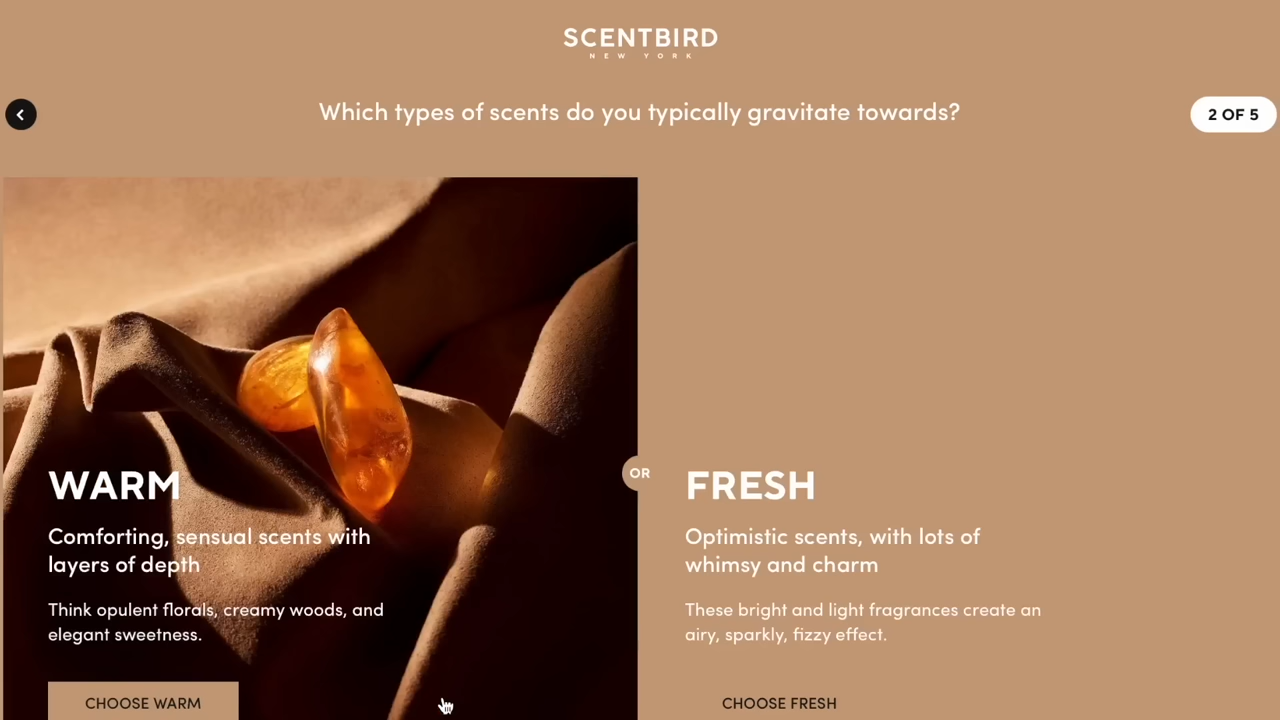 SCENTBIRD
NEW YORK
Which types of scents do you typically gravitate towards?
2 OF 5
WARM
Comforting, sensual scents with
layers of depth
Think opulent florals, creamy woods, and
elegant sweetness.
CHOOSE WARM
OR
FRESH
Optimistic scents, with lots of
whimsy and charm
These bright and light fragrances create an
airy, sparkly, fizzy effect.
CHOOSE FRESH